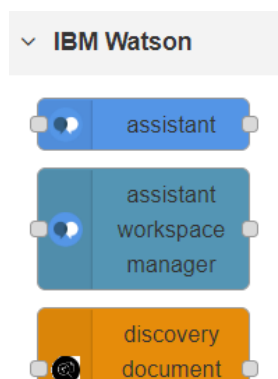 IBM Watson
assistant
assistant
workspace
manager
discovery
document